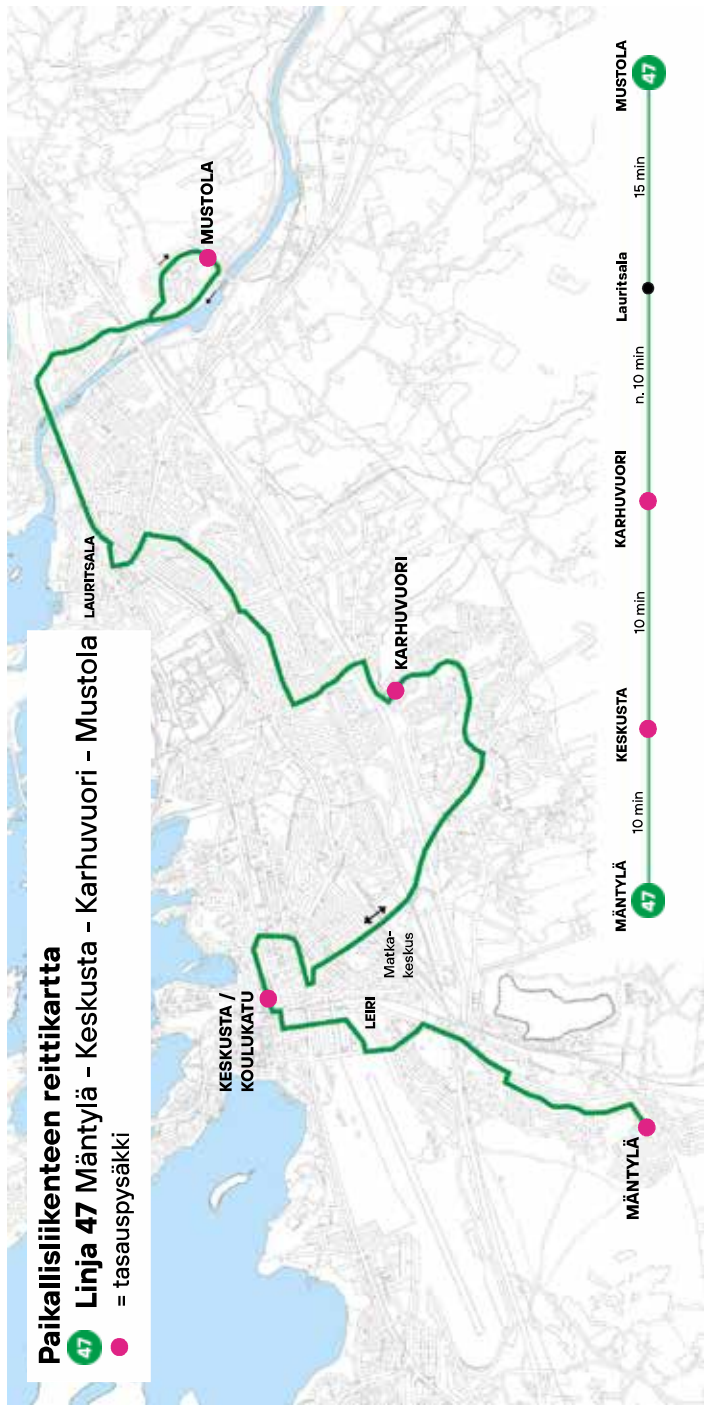 Paikallisliikenteen reittikartta
47 Linja 47 Mäntylä – Keskusta – Karhuvuori – Mustola
= tasauspysäkki
LAURITSALA
MUSTOLA
KESKUSTA /
KOULUKATU
LEIRI
Matka-
keskus
KARHUVUORI
MÄNTYLÄ
MÄNTYLÄ
KESKUSTA
KARHUVUORI
Lauritsala
MUSTOLA
10 min
10 min
n. 10 min
15 min
47
47